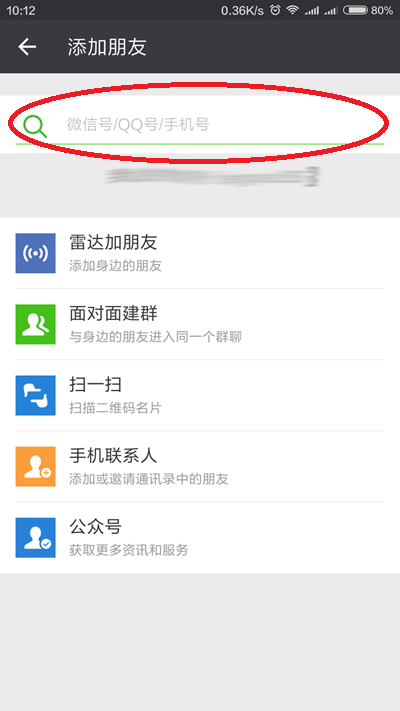 10:12 0.36K/s 80%
添加朋友
微信号/QQ号/手机号
雷达加朋友
添加身边的朋友
面对面建群
与身边的朋友进入同一个群聊
扫一扫
扫描二维码名片
手机联系人
添加或邀请通讯录中的朋友
公众号
获取更多资讯和服务